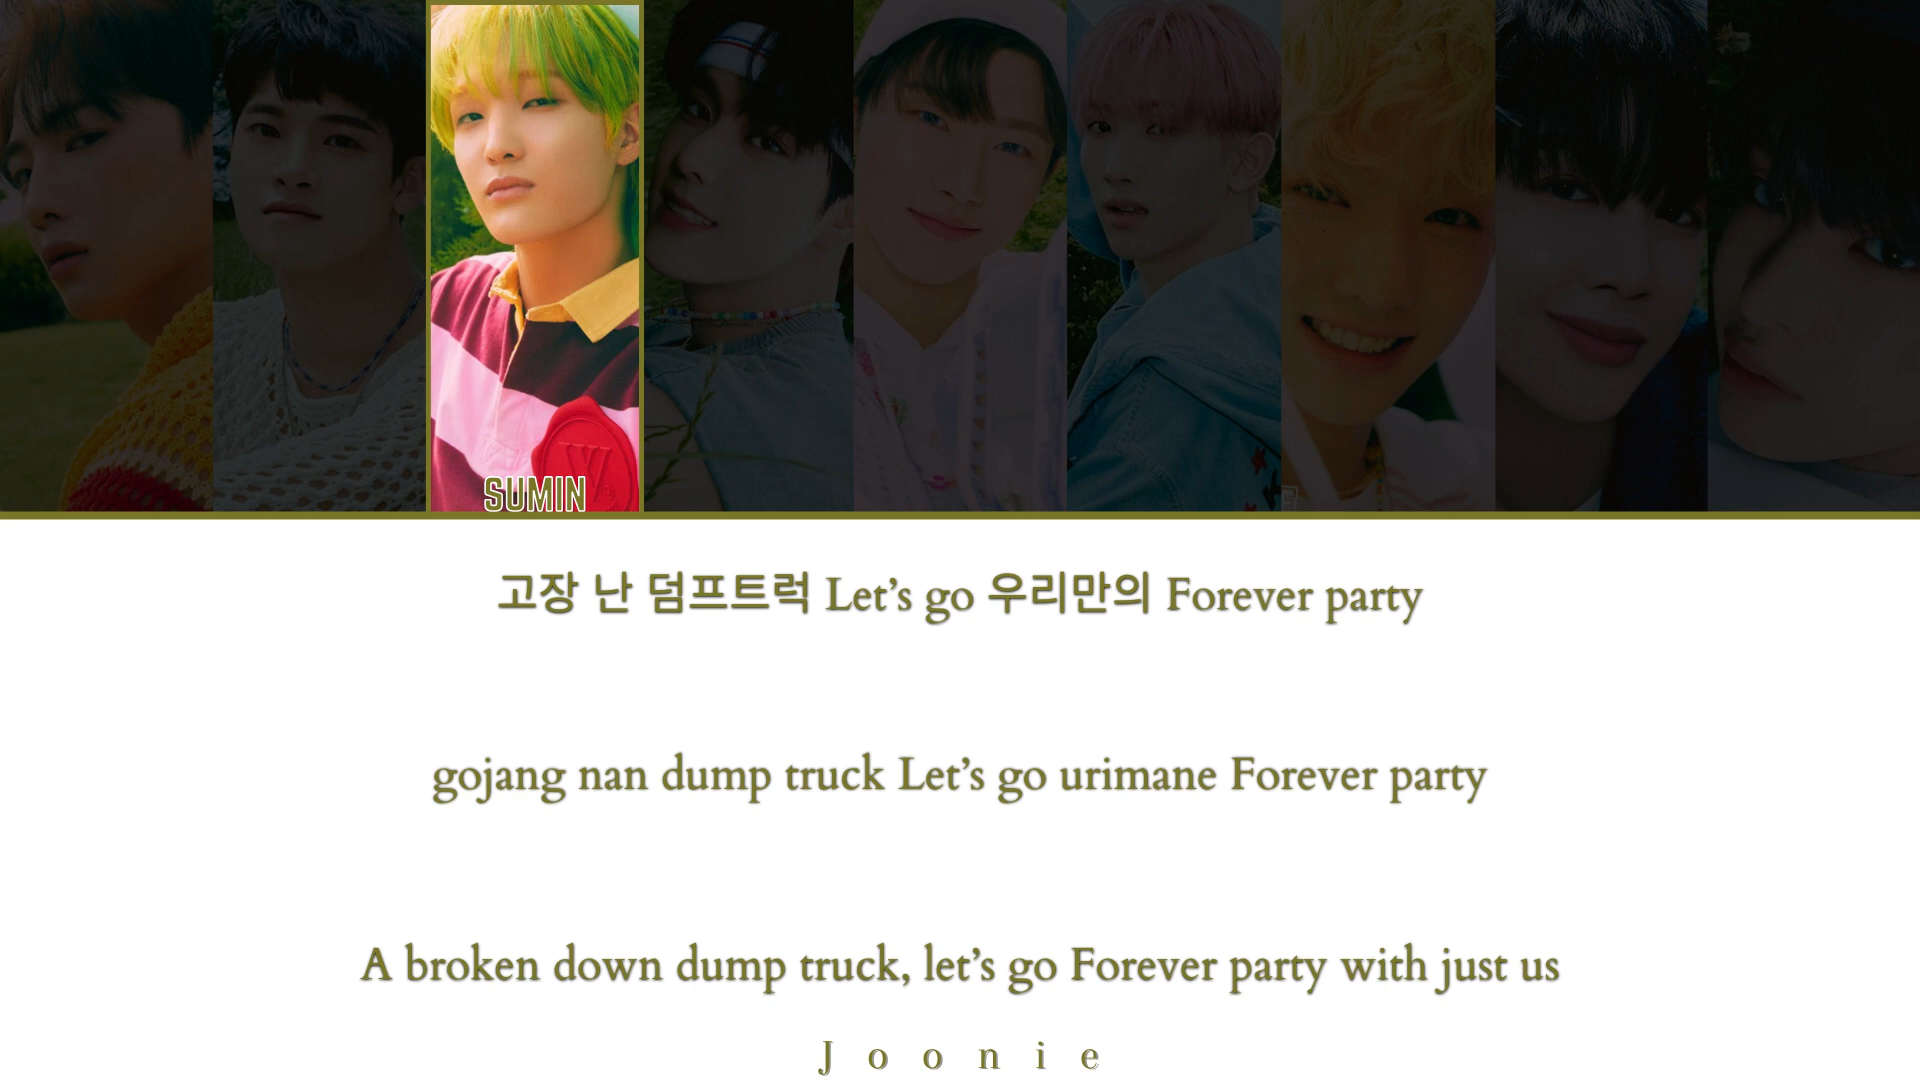 SUMIN
고장 난 덤프트럭 Let’s go 우리만의 Forever party
gojang nan dump truck Let’s go urimane Forever party
A broken down dump truck, let’s go Forever party with just us
J o o n i e